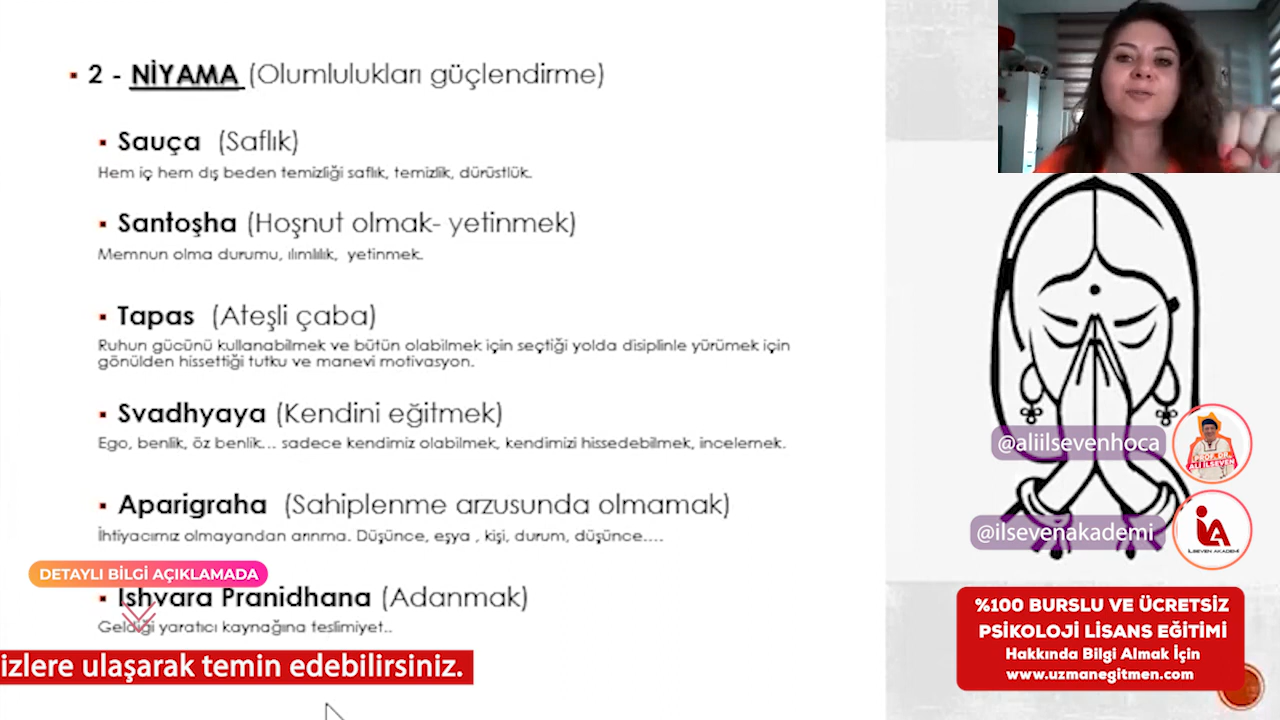 2 - NİYAMA (Olumlulukları güçlendirme)
Sauça (Saflık)
Hem iç hem dış beden temizliği saflık, temizlik, dürüstlük.
Santoşha (Hoşnut olmak- yetinmek)
Memnun olma durumu, ılımlılık, yetinmek.
Tapas (Ateşli çaba)
Ruhun gücünü kullanabilmek ve bütün olabilmek için seçtiği yolda disiplinle yürümek için
gönülden hissettiği tutku ve manevi motivasyon.
Svadhyaya (Kendini eğitmek)
Ego, benlik, öz benlik... sadece kendimiz olabilmek, kendimizi hissedebilmek, incelemek.
Aparigraha (Sahiplenme arzusunda olmamak)
İhtiyacımız olmayandan arınma. Düşünce, eşya , kişi, durum, düşünce....
DETAYLI BİLGİ AÇIKLAMADA
Ishvara Pranidhana (Adanmak)
Geldiği yaratıcı kaynağına teslimiyet..
izlere ulaşarak temin edebilirsiniz.
@aliilsevenhoca
PROF. DR.
ALİ İLSEVEN
@ilsevenakademi
İLSEVEN AKADEMİ
%100 BURSLU VE ÜCRETSİZ
PSİKOLOJİ LİSANS EĞİTİMİ
Hakkında Bilgi Almak İçin
www.uzmanegitmen.com